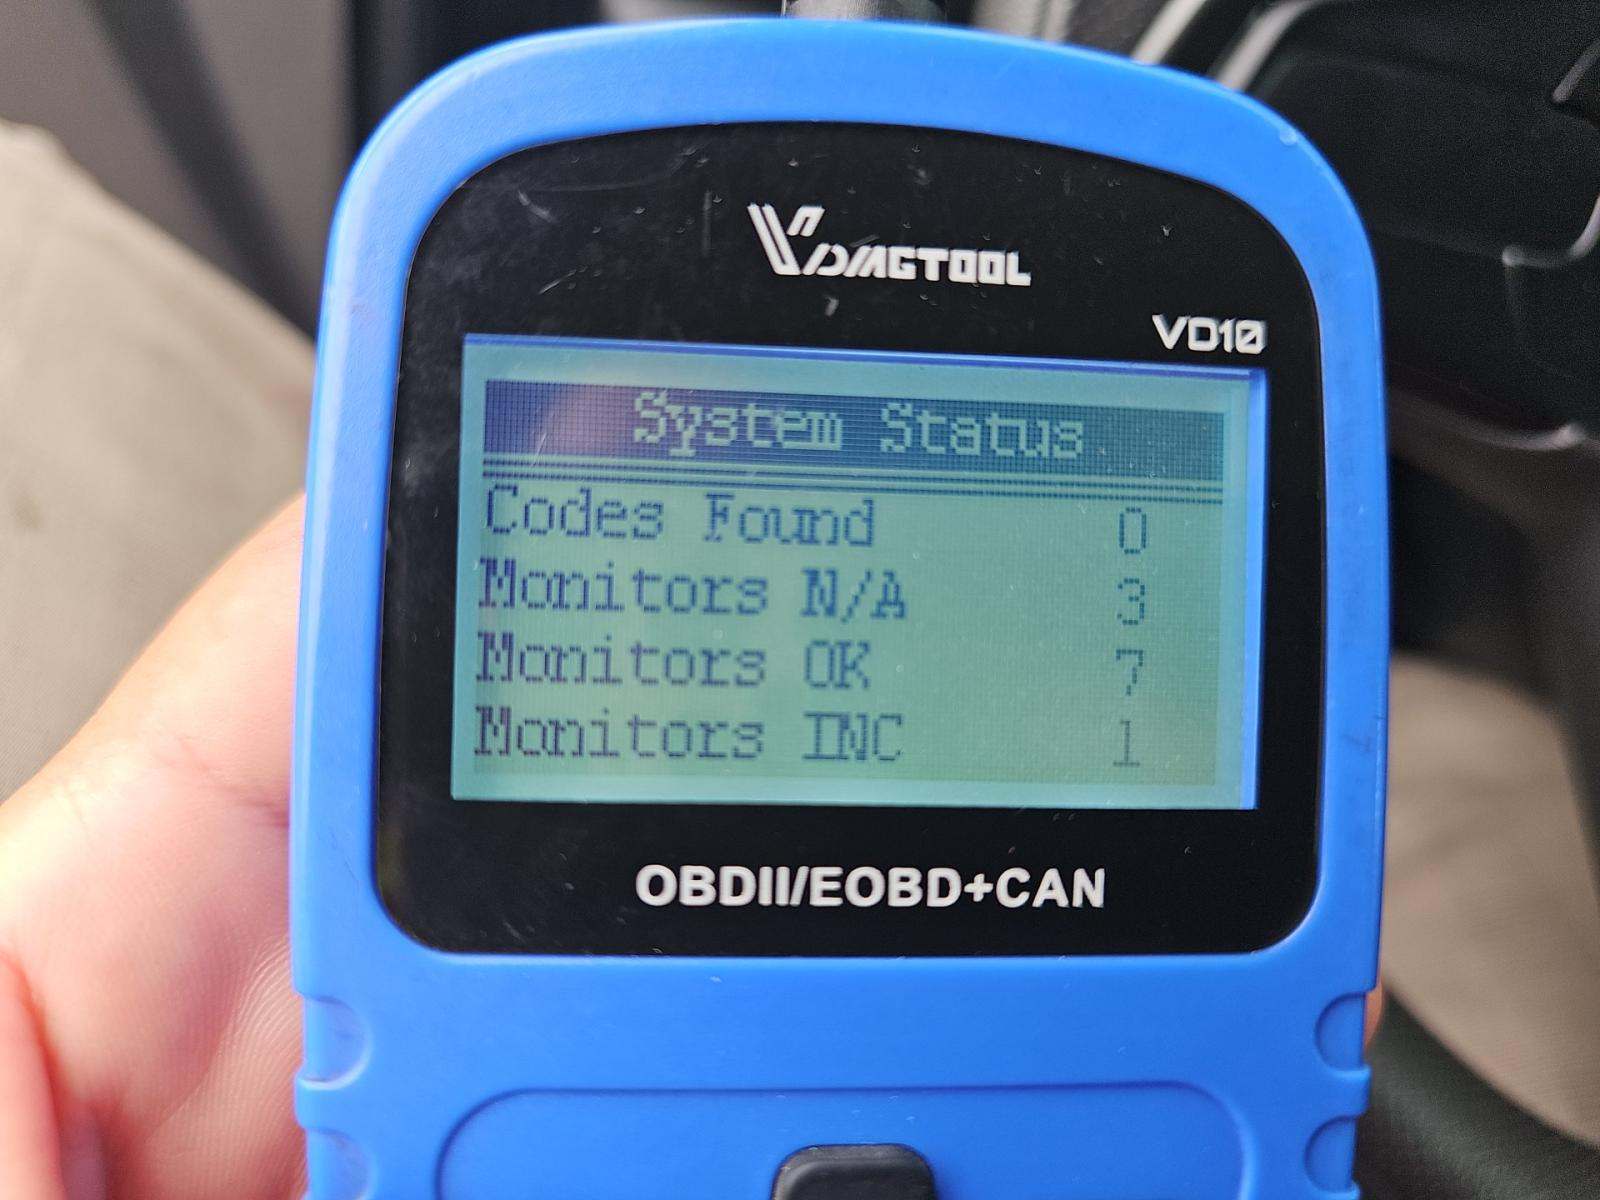 VDIAGTOOL
VD10
System Status
Codes Found 0
Monitors N/A 3
Monitors OK 7
Monitors INC 1
OBDII/EOBD+CAN